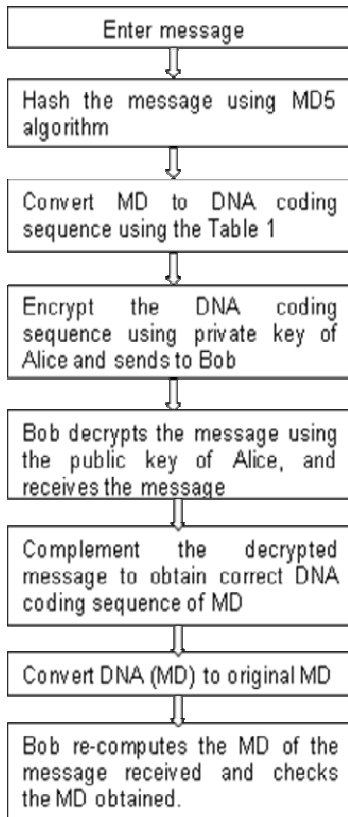 Enter message
Hash the message using MD5
algorithm
Convert MD to DNA coding
sequence using the Table 1
Encrypt the DNA coding
sequence using private key of
Alice and sends to Bob
Bob decrypts the message using
the public key of Alice, and
receives the message
Complement the decrypted
message to obtain correct DNA
coding sequence of MD
Convert DNA (MD) to original MD
Bob re-computes the MD of the
message received and checks
the MD obtained.